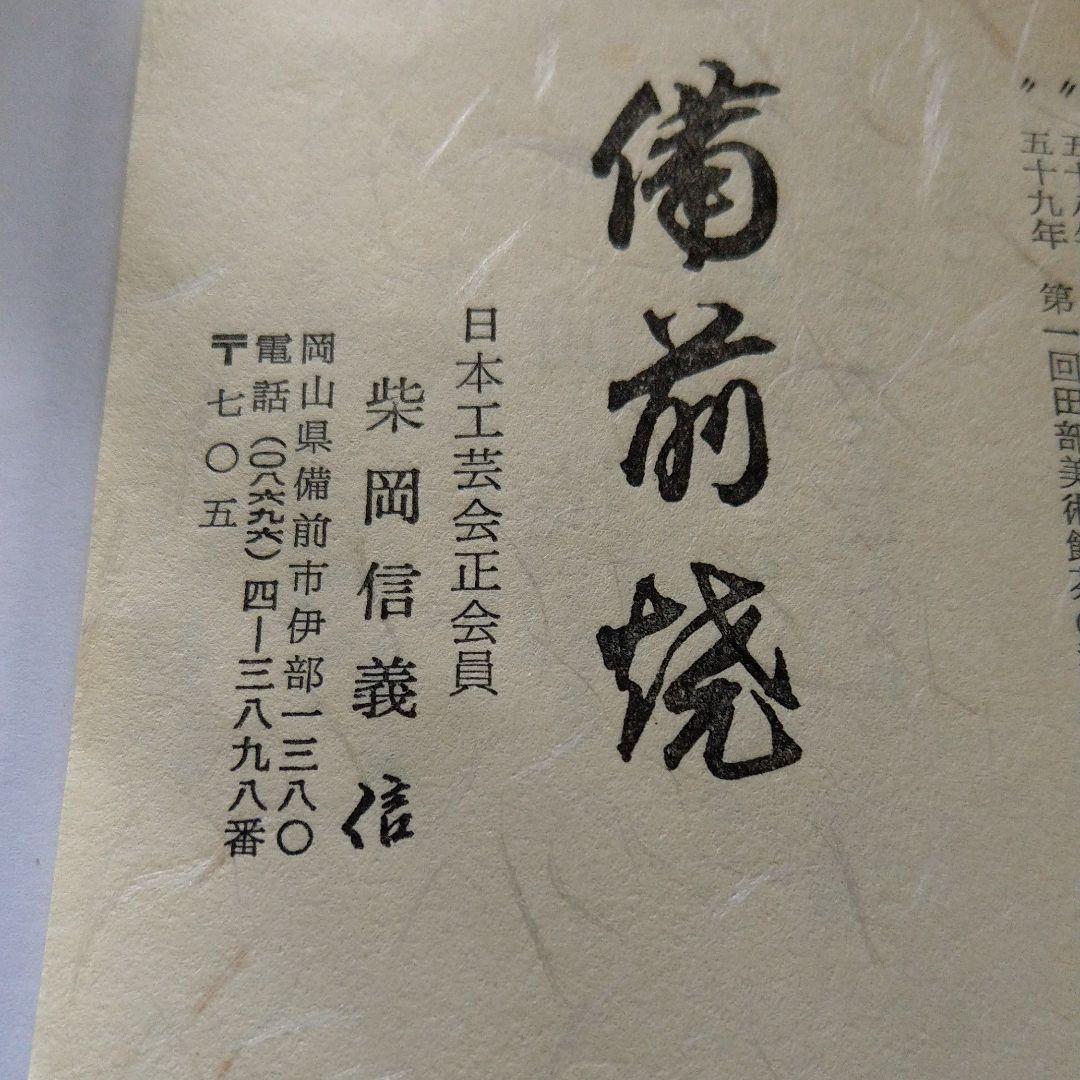 〃 五十九年 第一回田部美術館
備前焼
日本工芸会正会員
柴岡信義 信
岡山県備前市伊部一三八〇
電話(〇八六九六)四―三八九八番
〒七〇五